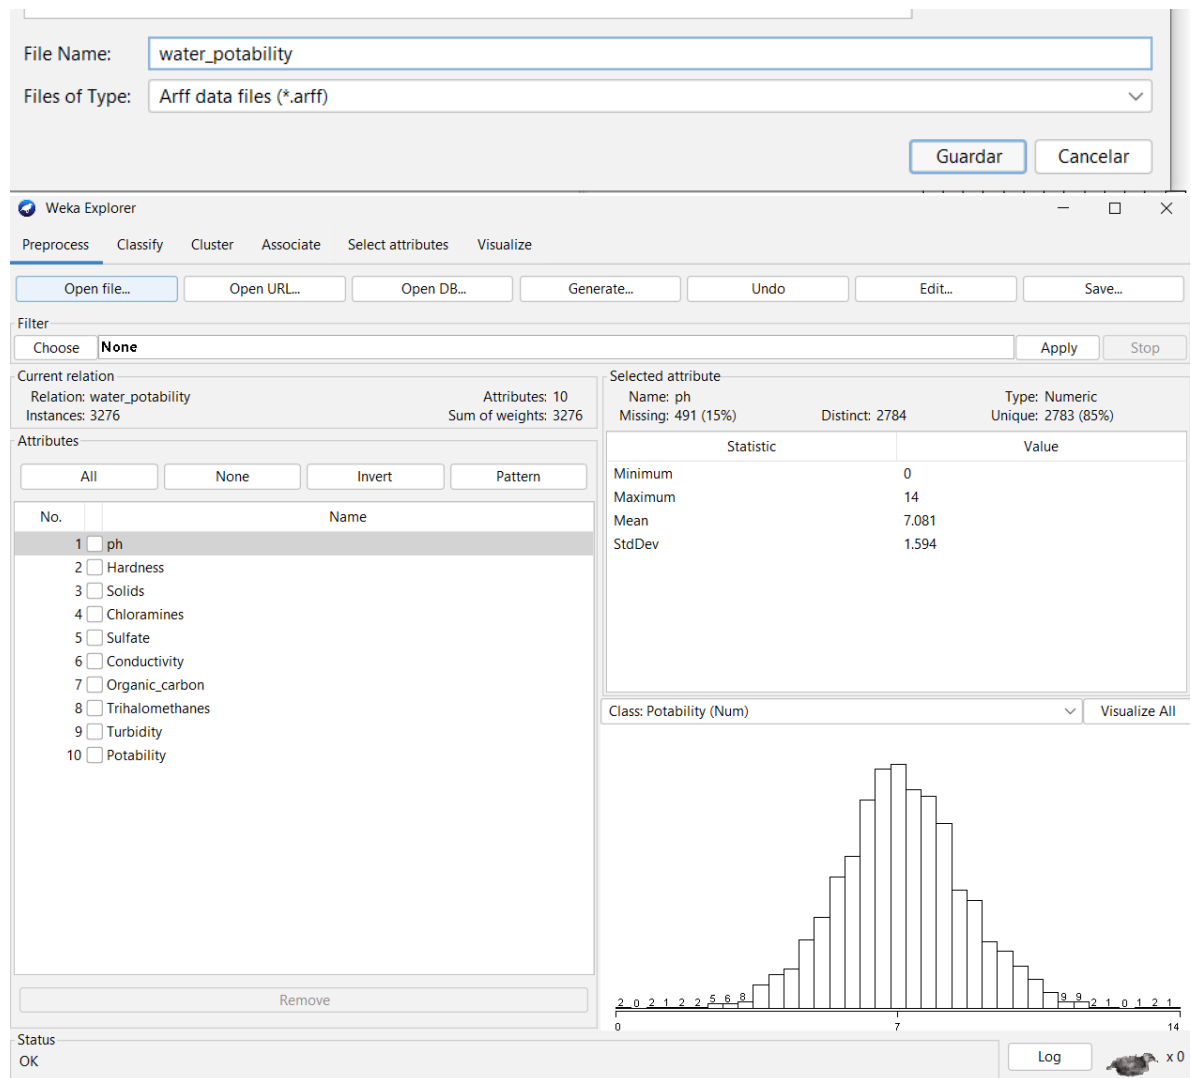 File Name: water_potability
Files of Type: Arff data files (*.arff)
Guardar Cancelar
Weka Explorer
Preprocess Classify Cluster Associate Select attributes Visualize
Open file... Open URL... Open DB... Generate... Undo Edit... Save...
Filter
Choose None Apply Stop
Current relation
Relation: water_potability Attributes: 10
Instances: 3276 Sum of weights: 3276
Attributes
All None Invert Pattern
No. Name
1 ph
2 Hardness
3 Solids
4 Chloramines
5 Sulfate
6 Conductivity
7 Organic_carbon
8 Trihalomethanes
9 Turbidity
10 Potability
Remove
Selected attribute
Name: ph Type: Numeric
Missing: 491 (15%) Distinct: 2784 Unique: 2783 (85%)
Statistic Value
Minimum 0
Maximum 14
Mean 7.081
StdDev 1.594
Class: Potability (Num) Visualize All
2 0 2 1 2 2 5 6 8 9 9 2 1 0 1 2 1
0 7 14
Status
OK
Log x 0